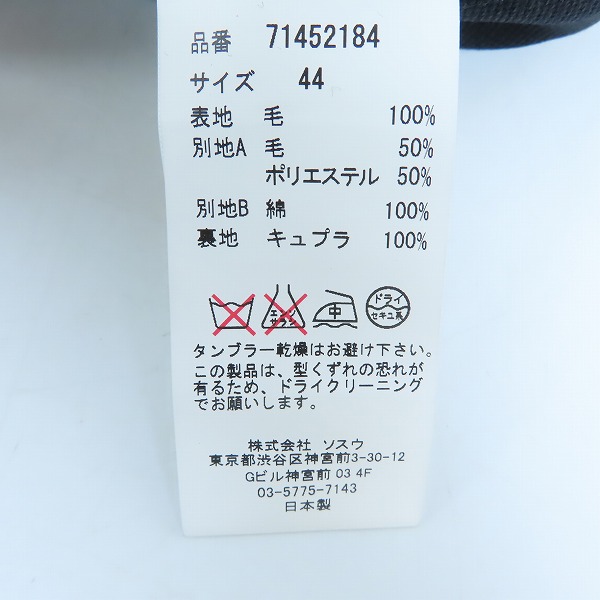 品番 71452184
サイズ 44
表地 毛 100%
別地A 毛 50%
ポリエステル 50%
別地B 綿 100%
裏地 キュプラ 100%
エンソ サラシ 中 ドライ セキユ系
タンブラー乾燥はお避け下さい。
この製品は、型くずれの恐れが
有るため、ドライクリーニング
でお願いします。
株式会社 ソスウ
東京都渋谷区神宮前3-30-12
Gビル神宮前 03 4F
03-5775-7143
日本製